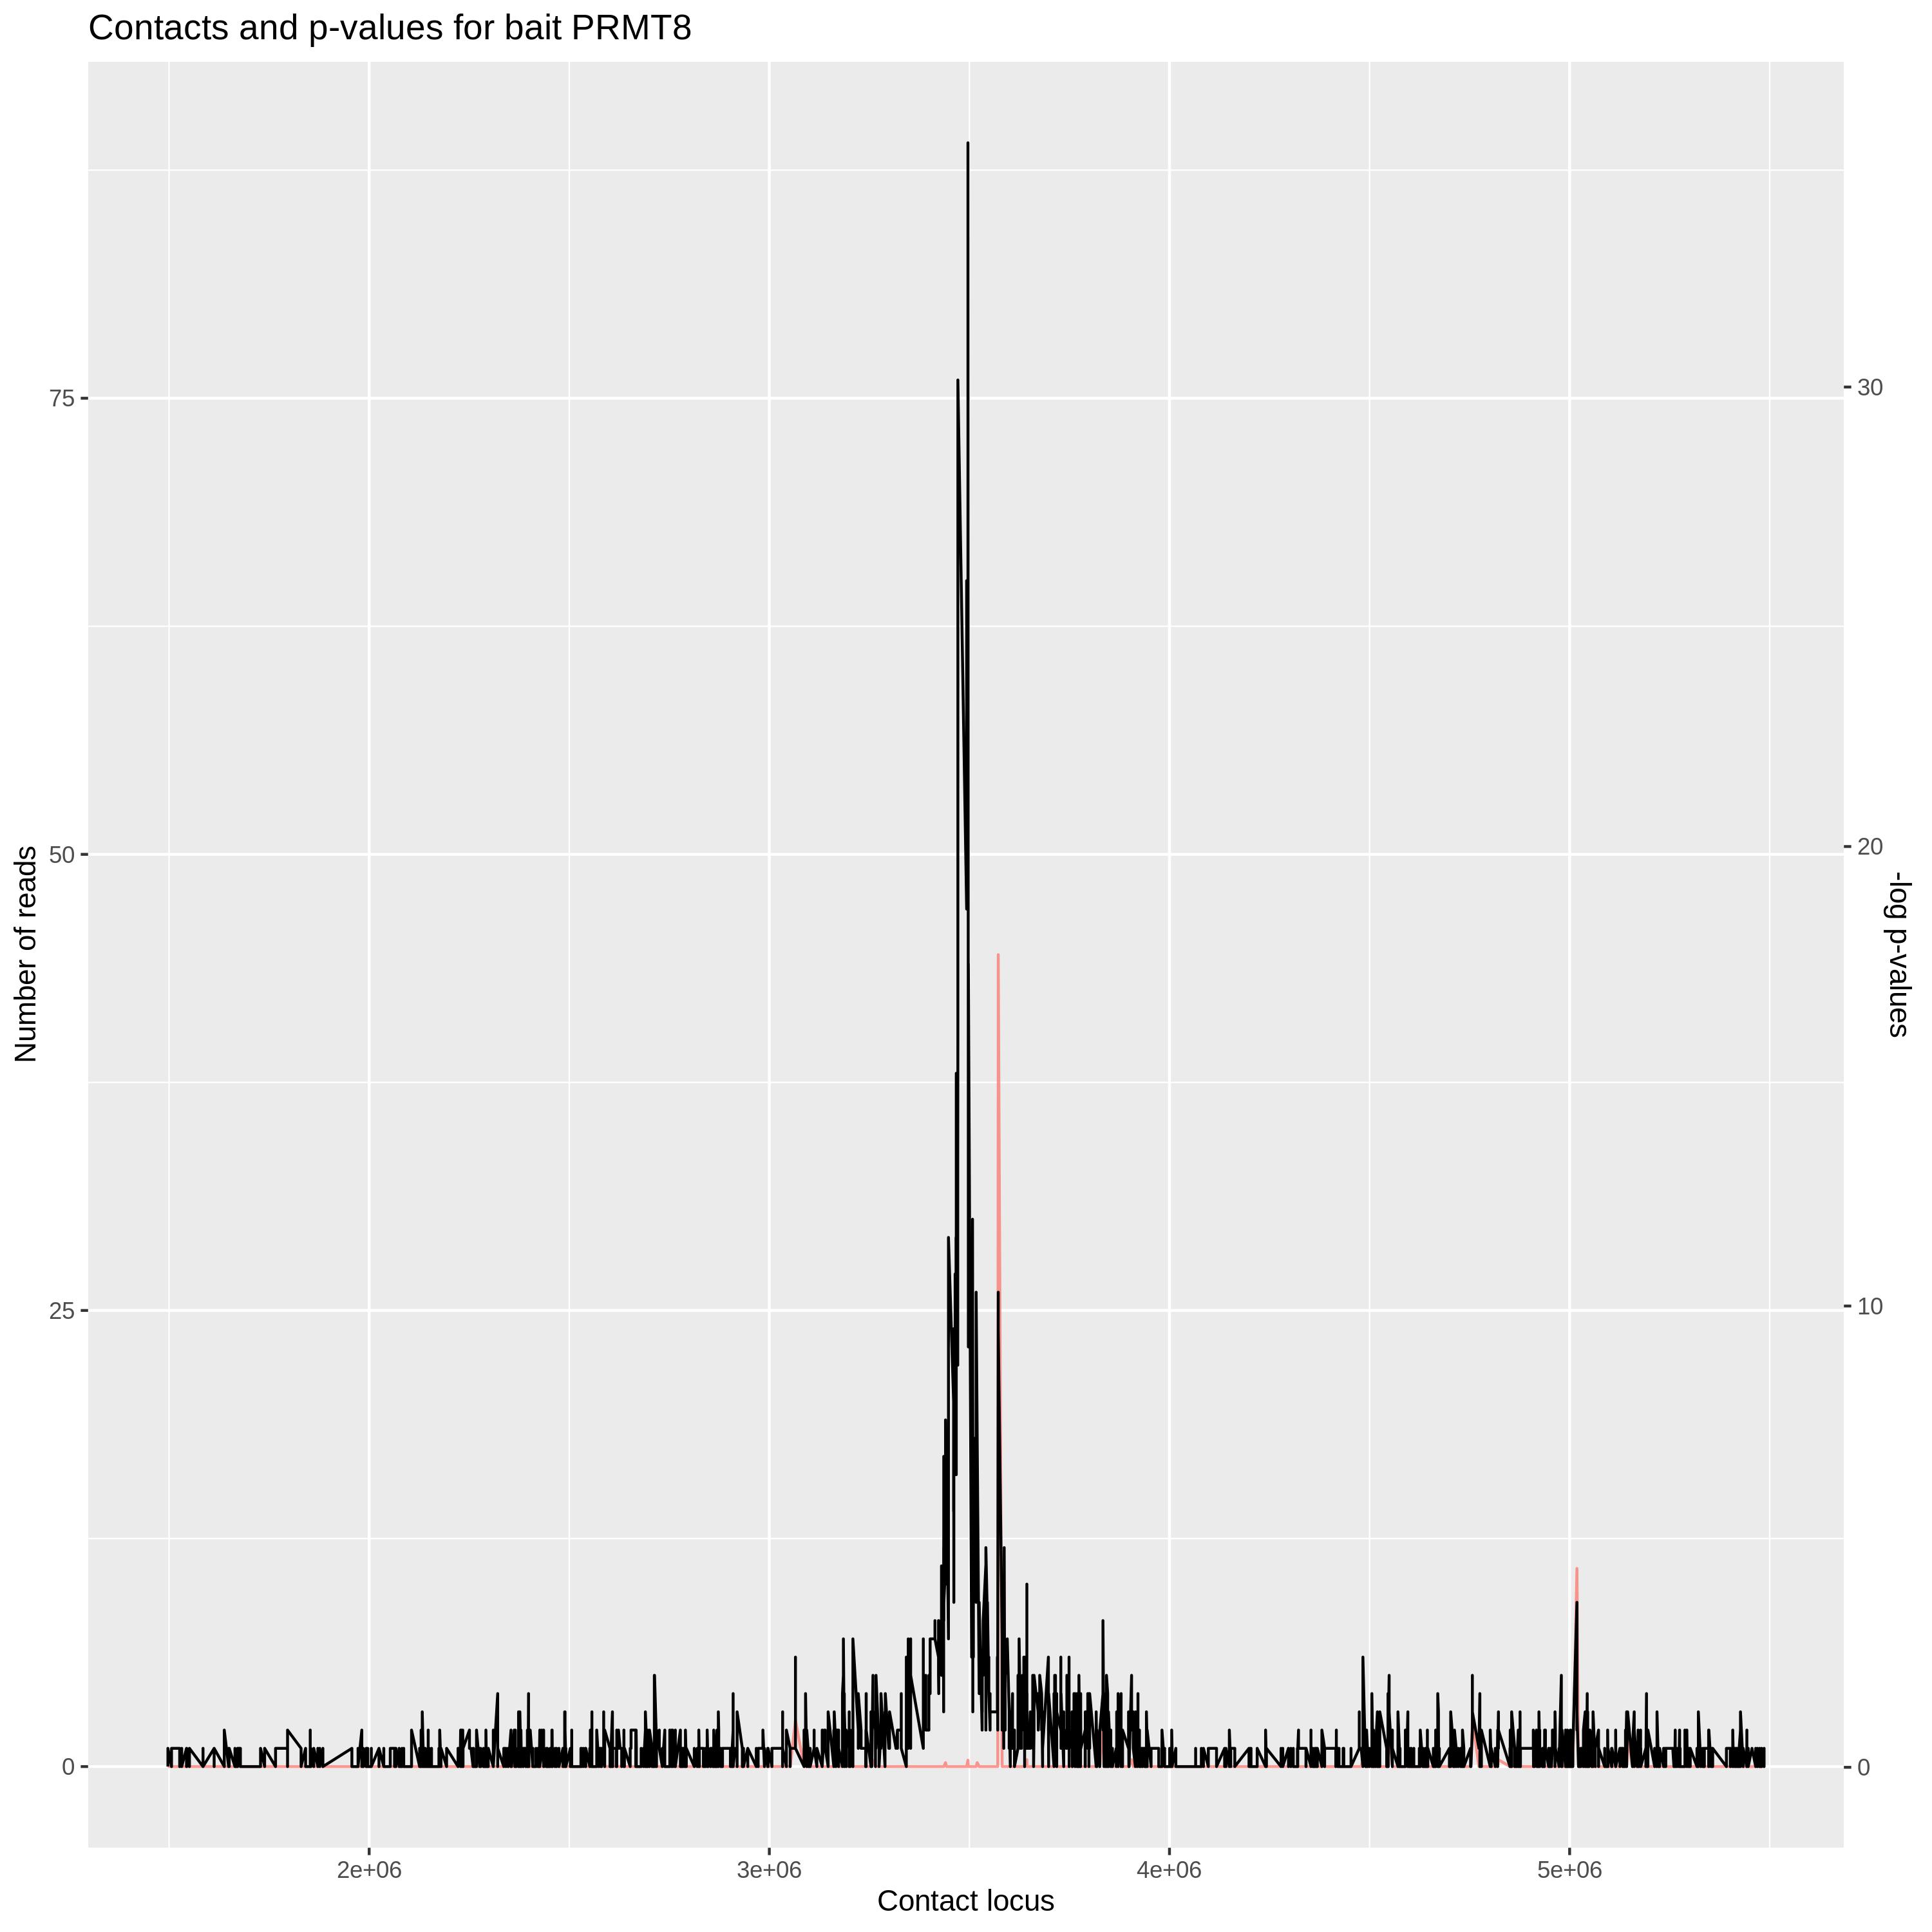 Contacts and p-values for bait PRMT8
Number of reads
75
50
25
0
30
20
10
0
-log p-values
2e+06
3e+06
4e+06
5e+06
Contact locus